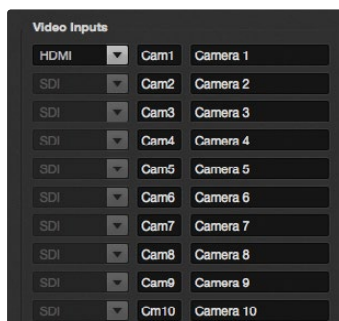 Video Inputs
HDMI Cam1 Camera 1
SDI Cam2 Camera 2
SDI Cam3 Camera 3
SDI Cam4 Camera 4
SDI Cam5 Camera 5
SDI Cam6 Camera 6
SDI Cam7 Camera 7
SDI Cam8 Camera 8
SDI Cam9 Camera 9
SDI Cm10 Camera 10